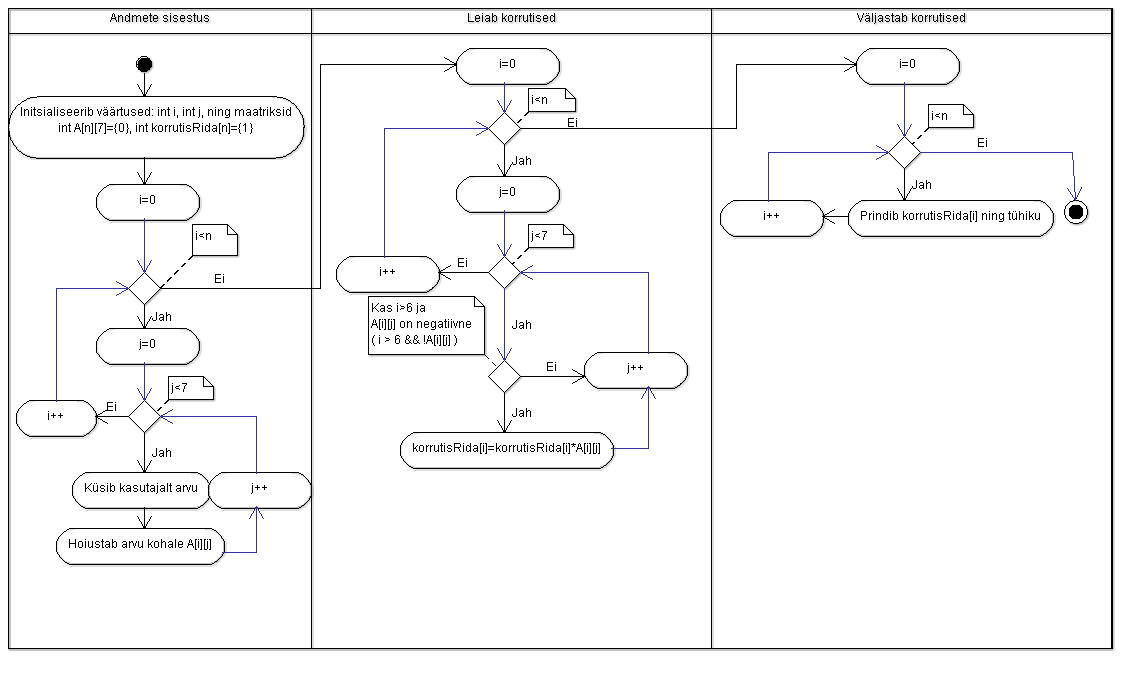 Andmete sisestus
Initsialiseerib väärtused: int i, int j, ning maatriksid
int A[n][7]={0}, int korrutisRida[n]={1}
i=0
i<n
Ei
Jah
j=0
j<7
Ei
i++
Jah
Küsib kasutajalt arvu
j++
Hoiustab arvu kohale A[i][j]
Leiab korrutised
i=0
i<n
Ei
Jah
j=0
j<7
Ei
i++
Kas i>6 ja
A[i][j] on negatiivne
( i > 6 && !A[i][j] )
Jah
Ei
j++
Jah
korrutisRida[i]=korrutisRida[i]*A[i][j]
Väljastab korrutised
i=0
i<n
Ei
Jah
i++
Prindib korrutisRida[i] ning tühiku